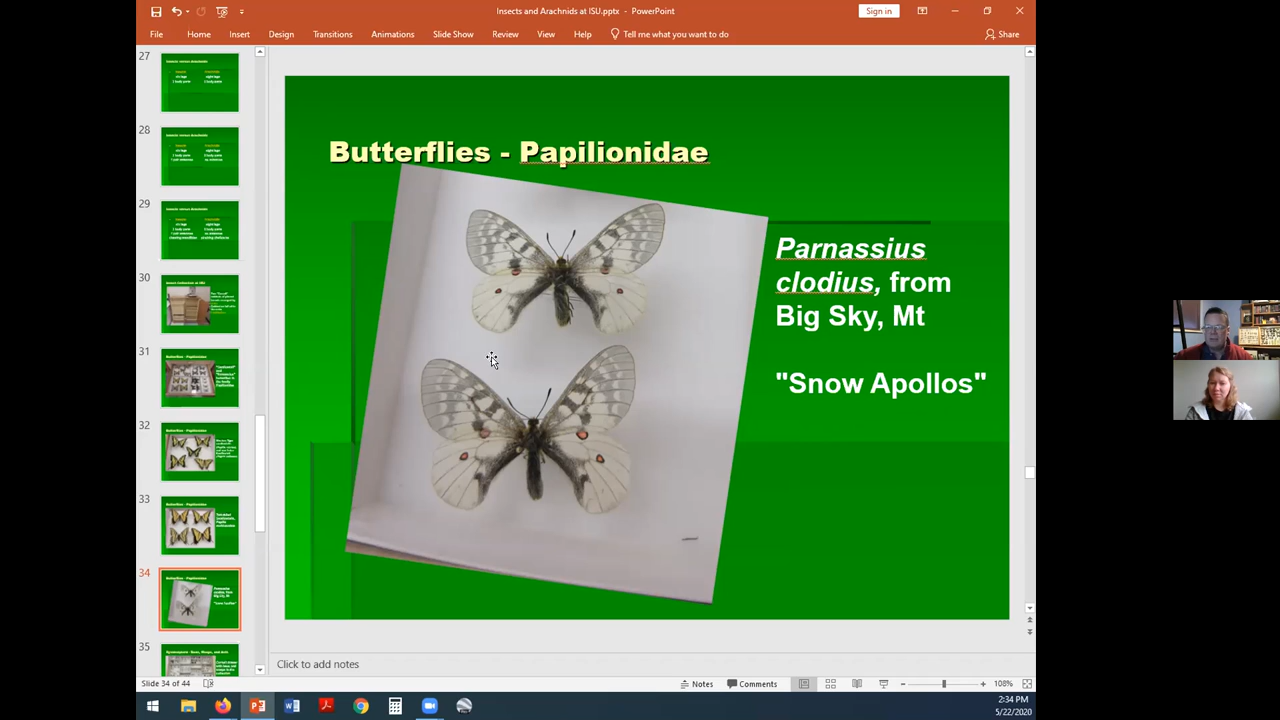 Insects and Arachnids at ISU.pptx - PowerPoint
Sign in
File Home Insert Design Transitions Animations Slide Show Review View Help Tell me what you want to do Share
27
28
29
30
31
32
33
34
35
Butterflies - Papilionidae
Parnassius
clodius, from
Big Sky, Mt
"Snow Apollos"
Click to add notes
Slide 34 of 44
Notes Comments 108%
2:34 PM
5/22/2020